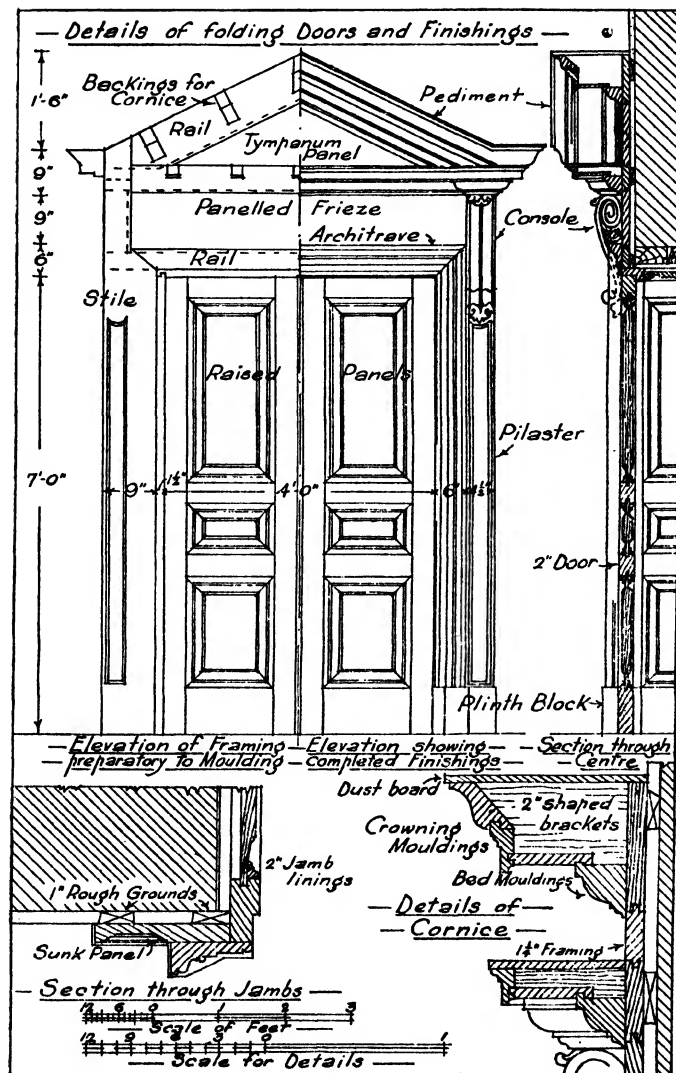 — Details of folding Doors and Finishings —
1'-6"
Backings for
Cornice
Pediment
Rail
Tympanum
Panel
9"
9"
Panelled Frieze
Console
Architrave
6"
Rail
Stile
Raised Panels
Pilaster
7'-0"
9" 1½" 4'-0" 6" 4½"
2" Door
Plinth Block
— Elevation of Framing — Elevation showing — Section through
— preparatory to Moulding — completed Finishings — Centre —
Dust board
2" shaped
brackets
Crowning
Mouldings
2" Jamb
linings
Bed Mouldings
1" Rough Grounds
— Details of
Cornice —
Sunk Panel
1¼" Framing
— Section through Jambs —
12 6 0 1 2 3
— Scale of Feet —
12 9 6 3 0 1
— Scale for Details —